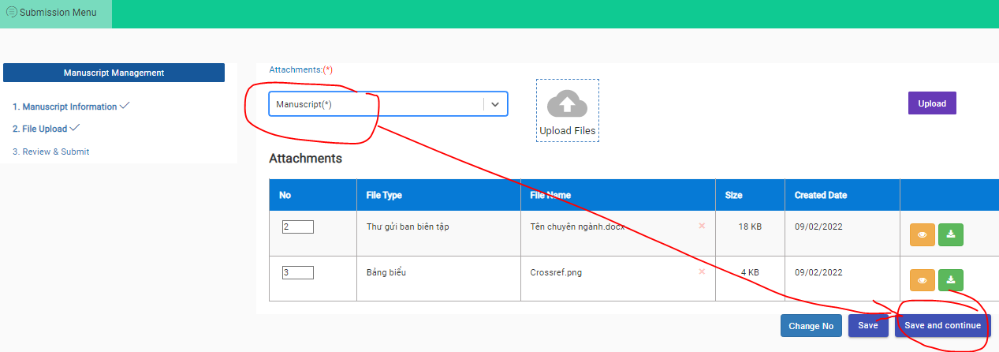 Submission Menu
Manuscript Management
1. Manuscript Information
2. File Upload
3. Review & Submit
Attachments:(*)
Manuscript(*)
Upload Files
Upload
Attachments
No File Type File Name Size Created Date
2 Thư gửi ban biên tập Tên chuyên ngành.docx × 18 KB 09/02/2022
3 Bảng biểu Crossref.png × 4 KB 09/02/2022
Change No Save Save and continue